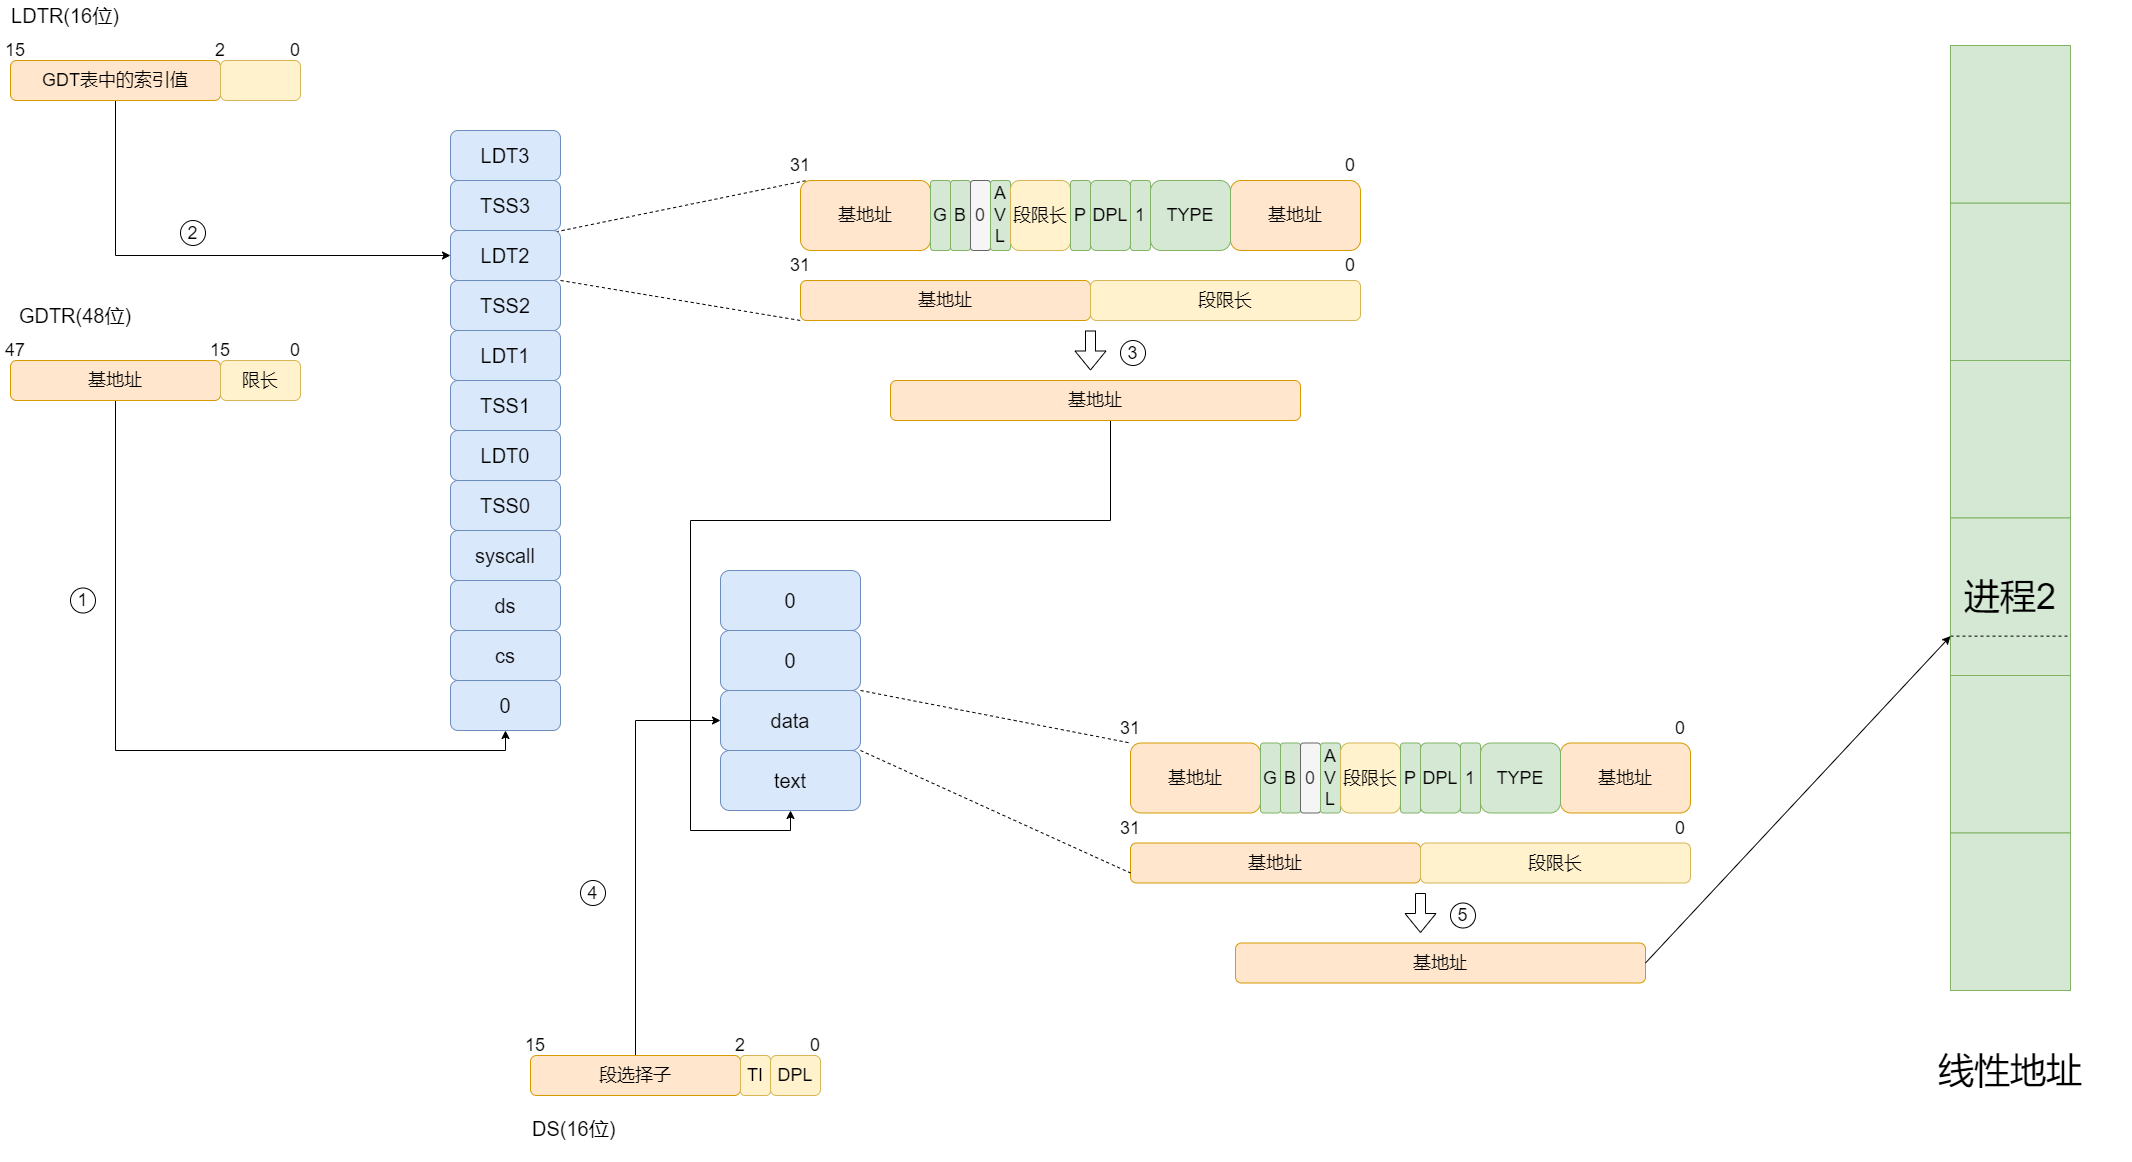 LDTR(16位)
15 2 0
GDT表中的索引值
②
GDTR(48位)
47 15 0
基地址 限长
①
LDT3
TSS3
LDT2
TSS2
LDT1
TSS1
LDT0
TSS0
syscall
ds
cs
0
31 0
基地址 G B 0 AVL 段限长 P DPL 1 TYPE 基地址
31 0
基地址 段限长
③
基地址
0
0
data
text
④
15 2 0
段选择子 TI DPL
DS(16位)
31 0
基地址 G B 0 AVL 段限长 P DPL 1 TYPE 基地址
31 0
基地址 段限长
⑤
基地址
进程2
线性地址